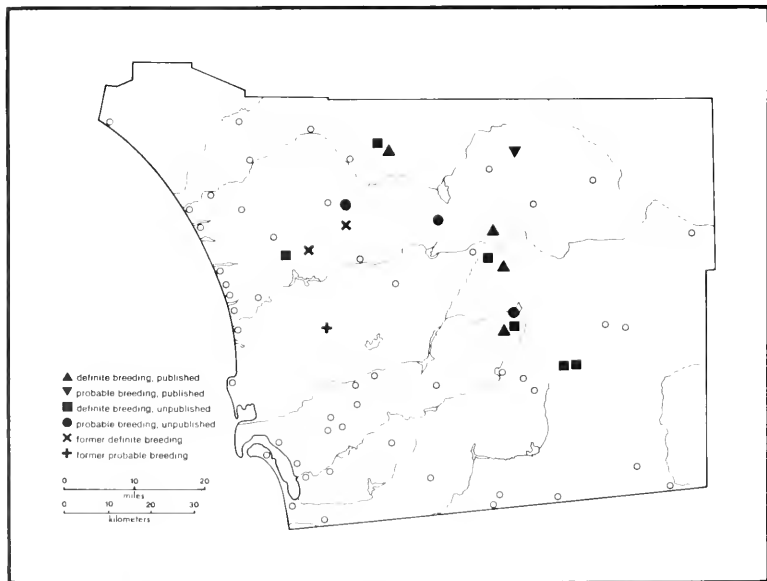 definite breeding, published
probable breeding, published
definite breeding, unpublished
probable breeding, unpublished
former definite breeding
former probable breeding
0 10 20
miles
0 10 20 30
kilometers